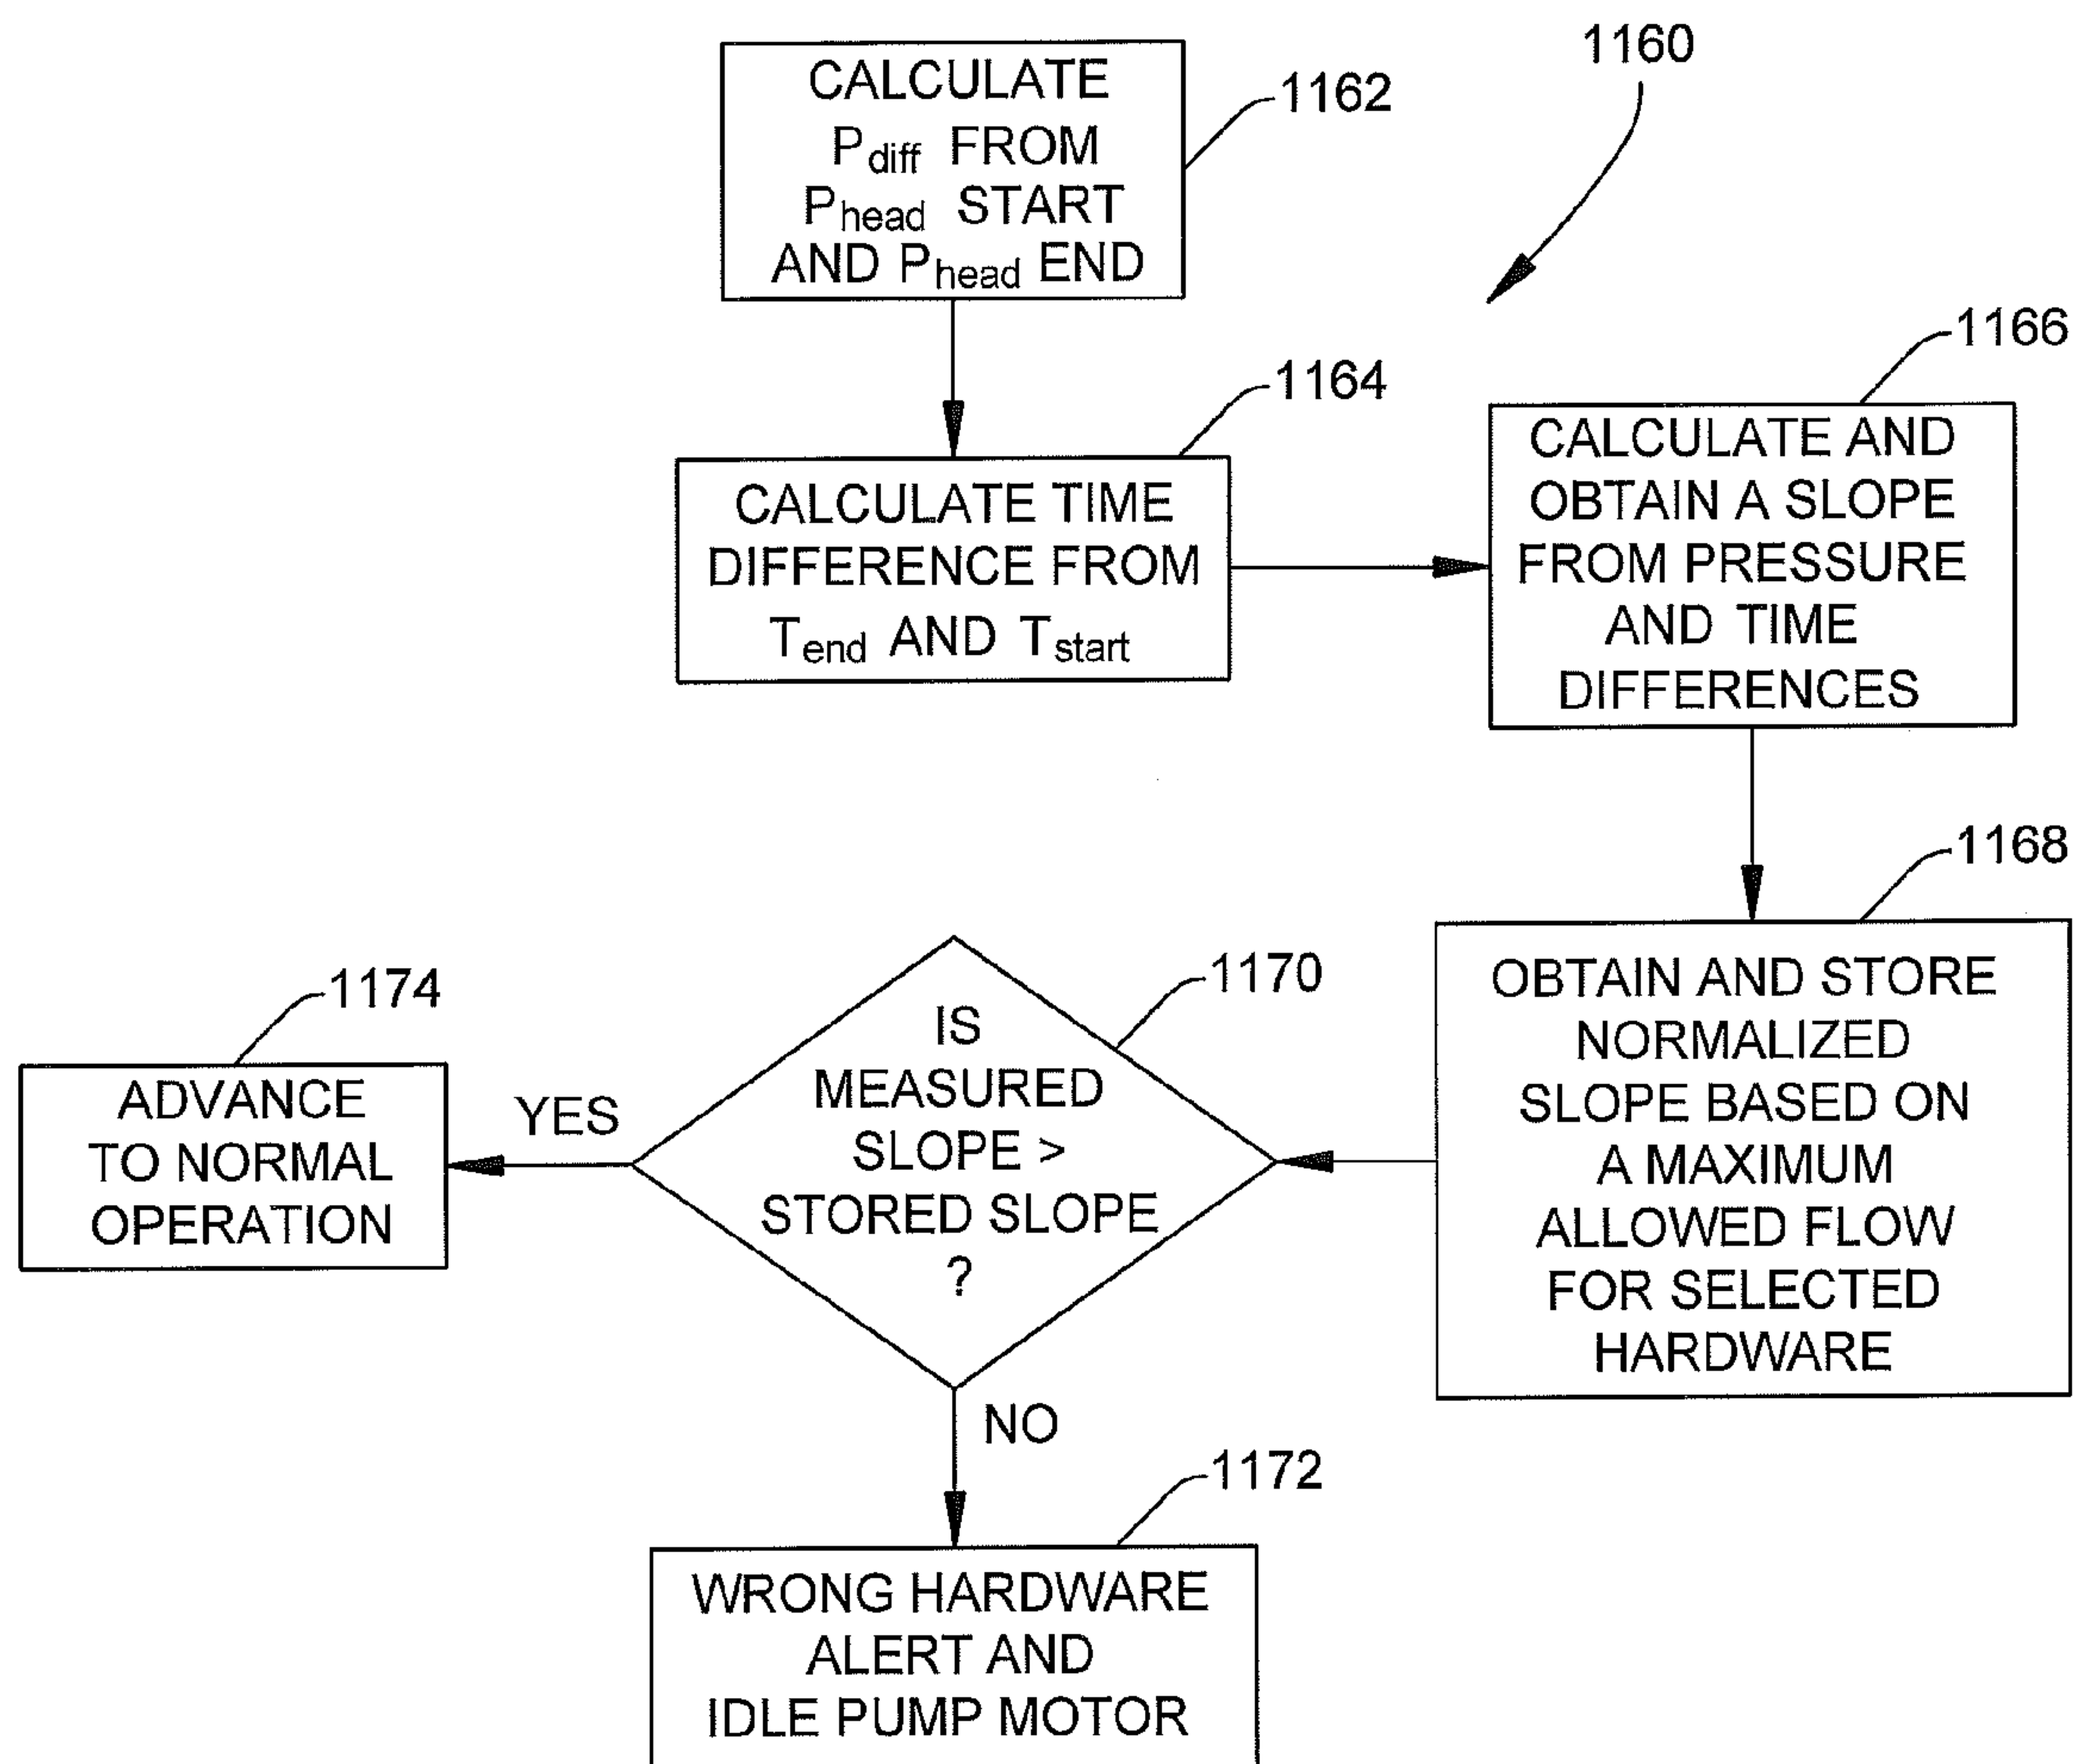 1160
CALCULATE
Pdiff FROM
Phead START
AND Phead END
1162
1164
CALCULATE TIME
DIFFERENCE FROM
Tend AND Tstart
1166
CALCULATE AND
OBTAIN A SLOPE
FROM PRESSURE
AND TIME
DIFFERENCES
1168
OBTAIN AND STORE
NORMALIZED
SLOPE BASED ON
A MAXIMUM
ALLOWED FLOW
FOR SELECTED
HARDWARE
1170
IS
MEASURED
SLOPE >
STORED SLOPE
?
YES
1174
ADVANCE
TO NORMAL
OPERATION
NO
1172
WRONG HARDWARE
ALERT AND
IDLE PUMP MOTOR